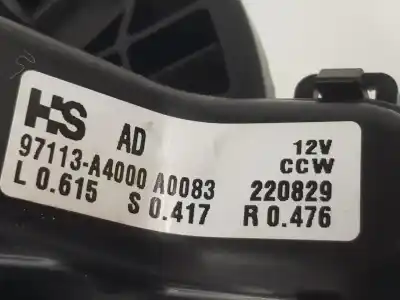 HS AD 12V
97113-A4000 A0083 CCW
L 0.615 S 0.417 220829
R 0.476